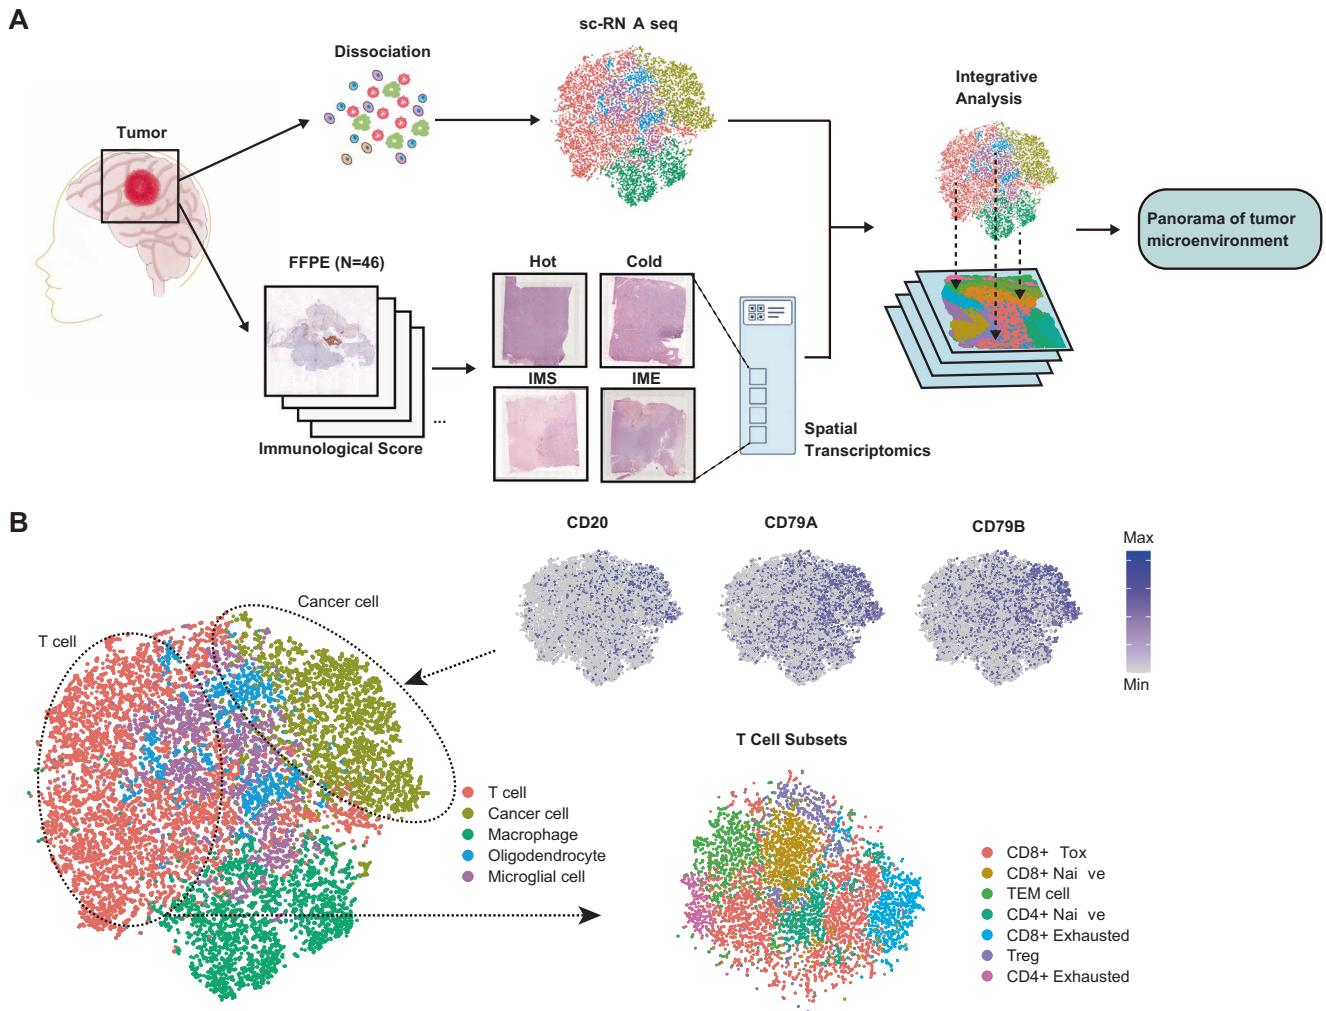 A
sc-RN A seq
Dissociation
Integrative
Analysis
Tumor
Panorama of tumor
microenvironment
FFPE (N=46)
Hot
Cold
IMS
IME
...
Immunological Score
Spatial
Transcriptomics
B
CD20
CD79A
CD79B
Max
Min
Cancer cell
T cell
T Cell Subsets
T cell
Cancer cell
Macrophage
Oligodendrocyte
Microglial cell
CD8+ Tox
CD8+ Nai ve
TEM cell
CD4+ Nai ve
CD8+ Exhausted
Treg
CD4+ Exhausted